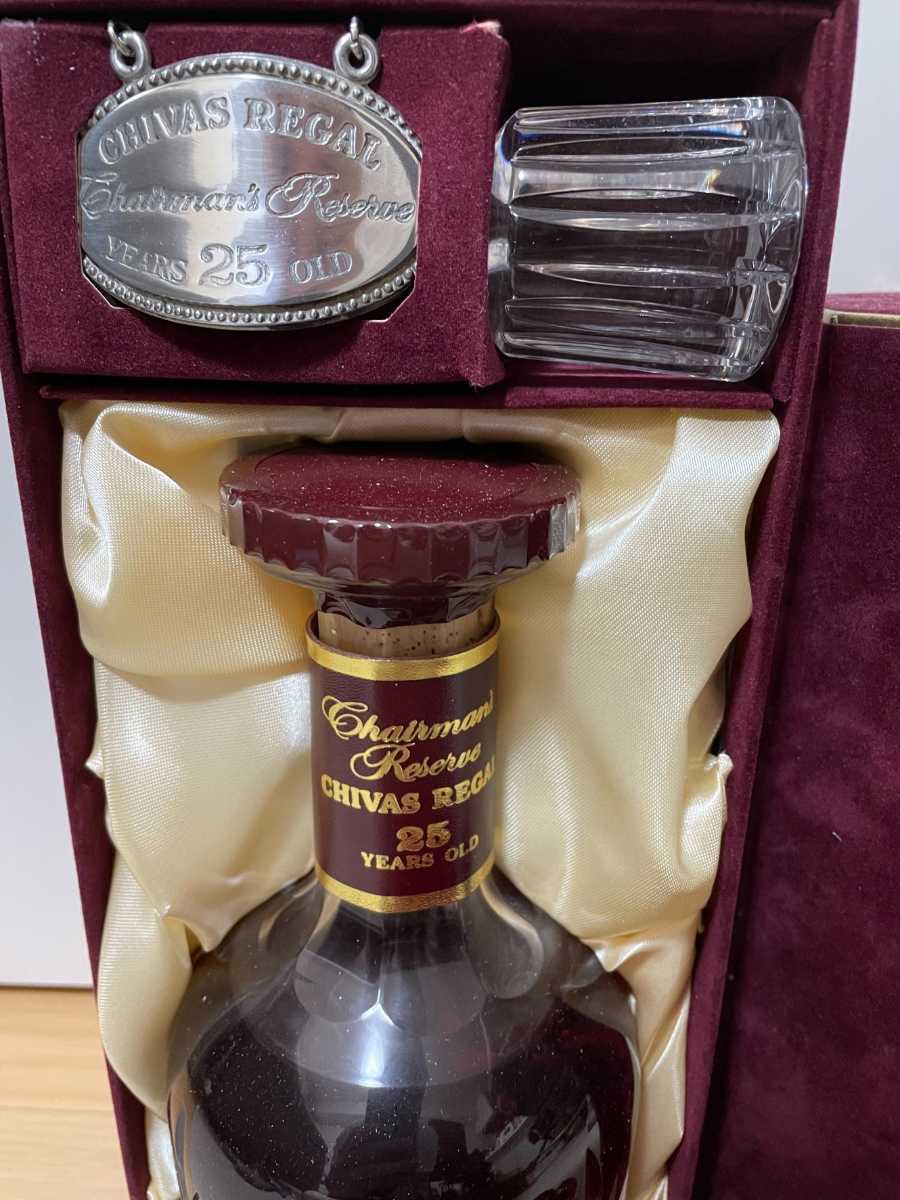 CHIVAS REGAL
Chairman's Reserve
YEARS 25 OLD
Chairman's
Reserve
CHIVAS REGAL
25
YEARS OLD